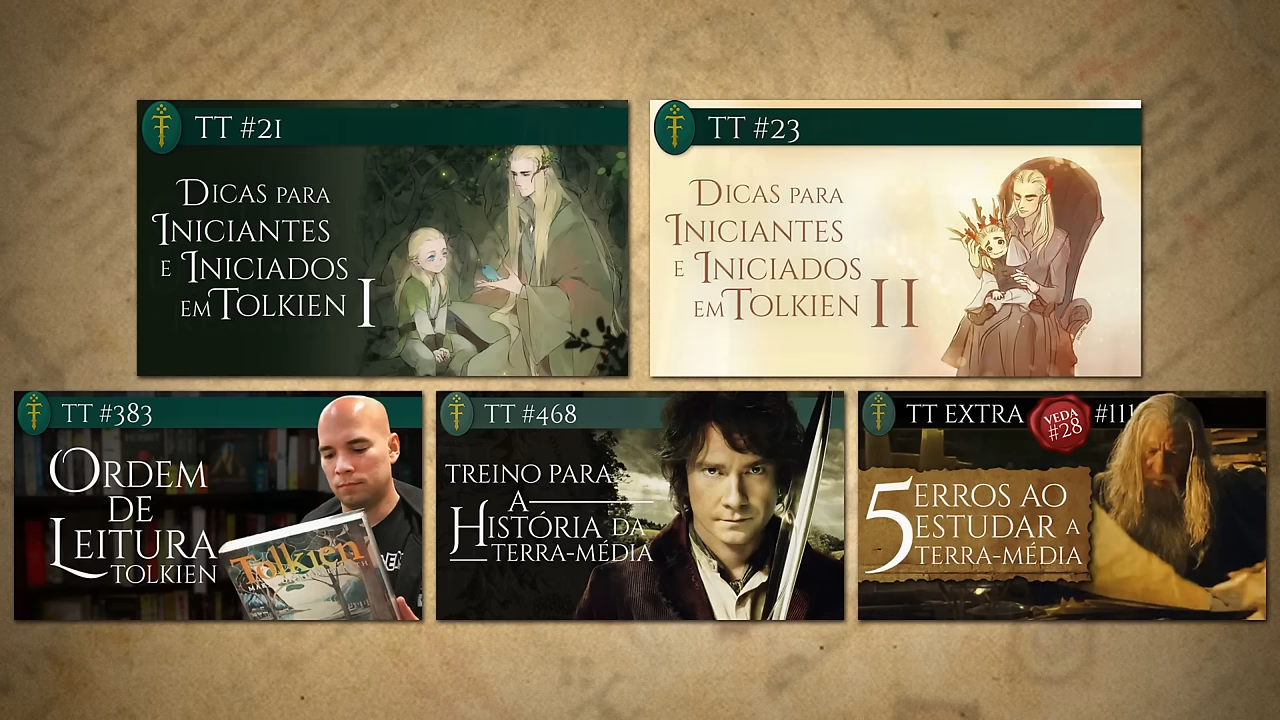 TT #21
Dicas para
Iniciantes
e Iniciados
em Tolkien I
TT #23
Dicas para
Iniciantes
e Iniciados
em Tolkien II
TT #383
Ordem
de
Leitura
Tolkien
Tolkien
TT #468
Treino para
a
História da
Terra-média
TT EXTRA #111
VEDA
#28
5 Erros ao
Estudar a
Terra-média